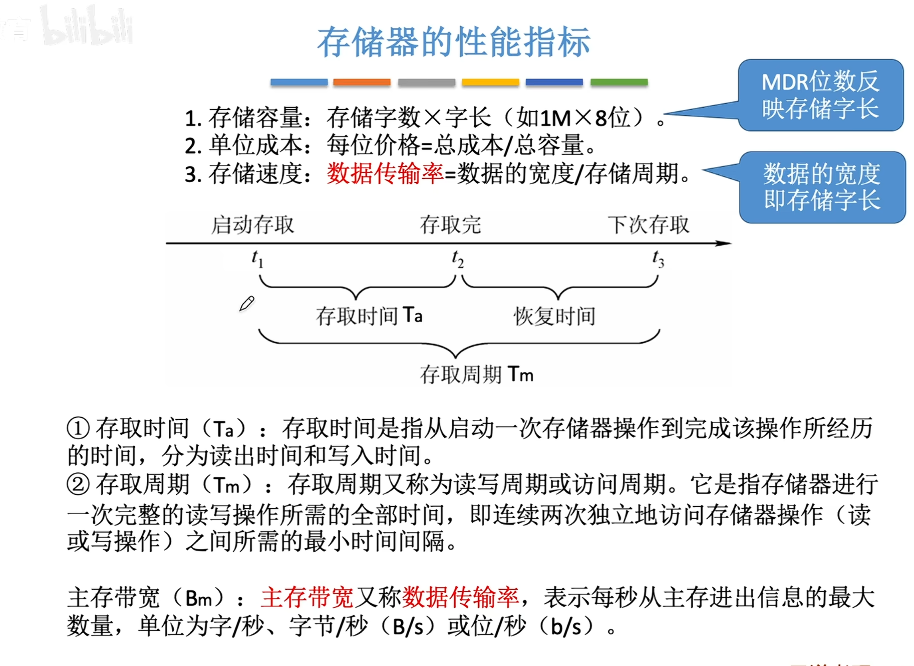 bilibili
存储器的性能指标
MDR位数反
映存储字长
1. 存储容量：存储字数×字长（如1M×8位）。
2. 单位成本：每位价格=总成本/总容量。
3. 存储速度：数据传输率=数据的宽度/存储周期。
数据的宽度
即存储字长
启动存取 存取完 下次存取
t1 t2 t3
存取时间 Ta 恢复时间
存取周期 Tm
① 存取时间（Ta）：存取时间是指从启动一次存储器操作到完成该操作所经历
的时间，分为读出时间和写入时间。
② 存取周期（Tm）：存取周期又称为读写周期或访问周期。它是指存储器进行
一次完整的读写操作所需的全部时间，即连续两次独立地访问存储器操作（读
或写操作）之间所需的最小时间间隔。
主存带宽（Bm）：主存带宽又称数据传输率，表示每秒从主存进出信息的最大
数量，单位为字/秒、字节/秒（B/s）或位/秒（b/s）。